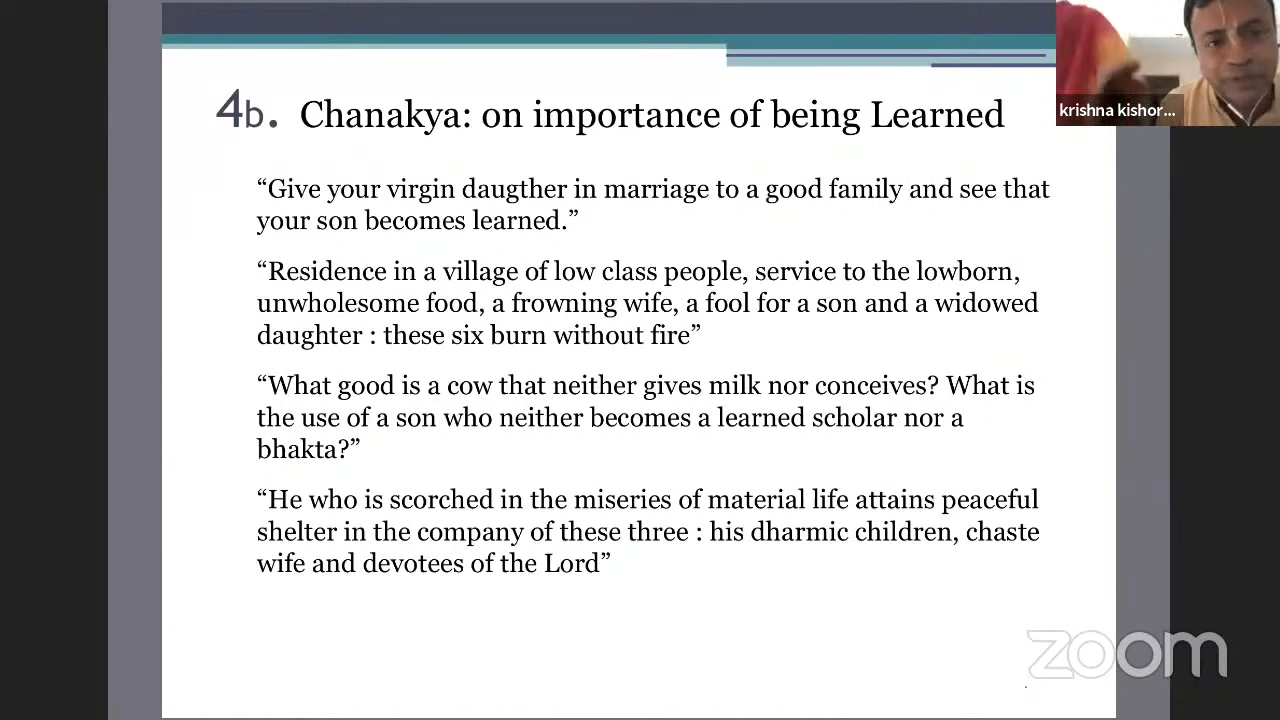 4b. Chanakya: on importance of being Learned
krishna kishor...
“Give your virgin daugther in marriage to a good family and see that
your son becomes learned.”
“Residence in a village of low class people, service to the lowborn,
unwholesome food, a frowning wife, a fool for a son and a widowed
daughter : these six burn without fire”
“What good is a cow that neither gives milk nor conceives? What is
the use of a son who neither becomes a learned scholar nor a
bhakta?”
“He who is scorched in the miseries of material life attains peaceful
shelter in the company of these three : his dharmic children, chaste
wife and devotees of the Lord”
zoom